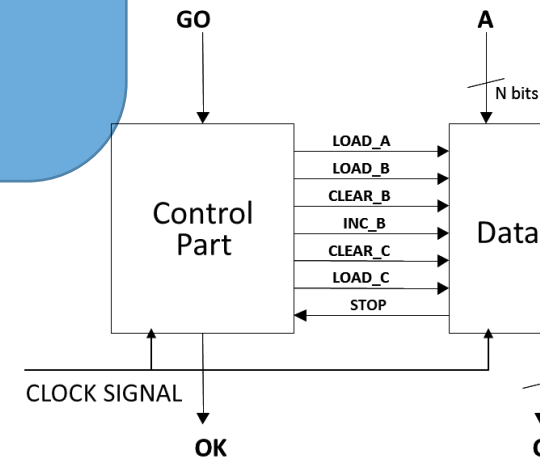 GO
A
N bits
LOAD_A
LOAD_B
CLEAR_B
Control
Part
INC_B
Data
CLEAR_C
LOAD_C
STOP
CLOCK SIGNAL
OK